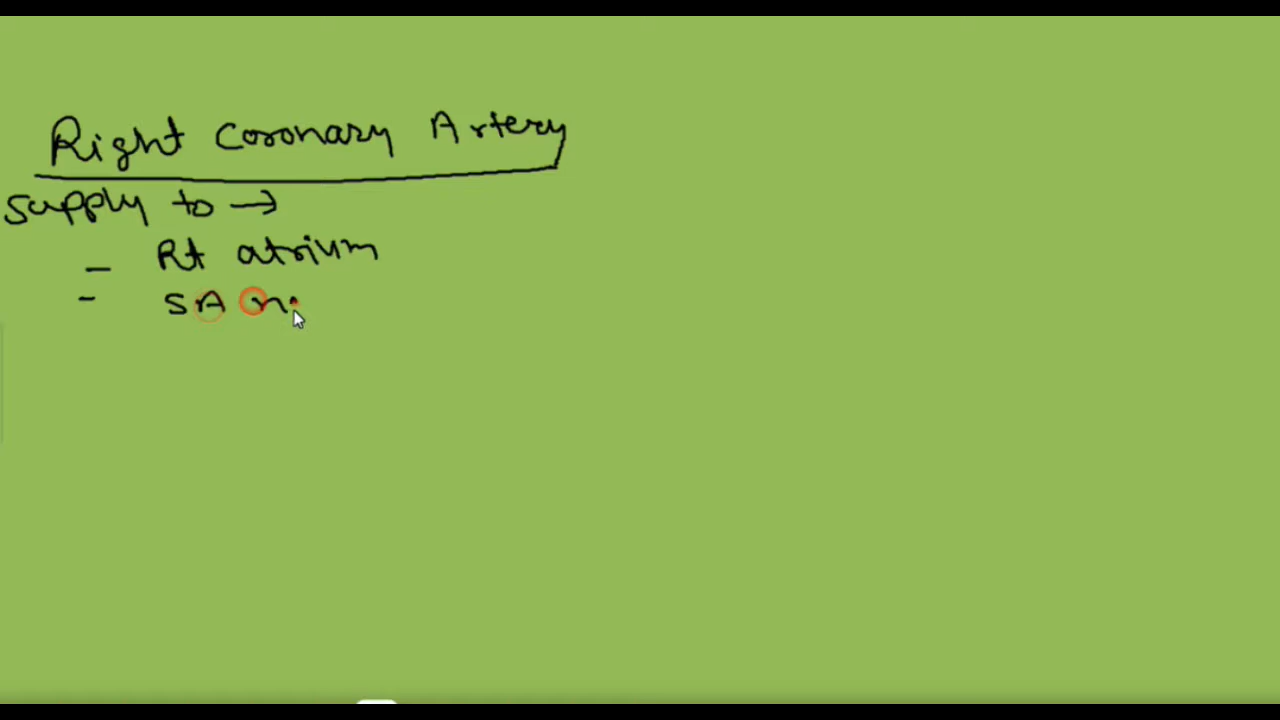 Right Coronary Artery
Supply to →
- Rt atrium
- SA n